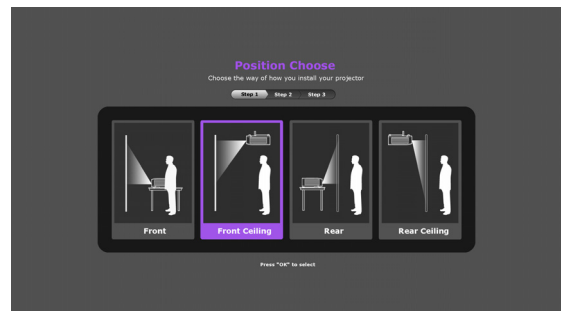 Position Choose
Choose the way of how you install your projector
Step 1 Step 2 Step 3
Front Front Ceiling Rear Rear Ceiling
Press "OK" to select